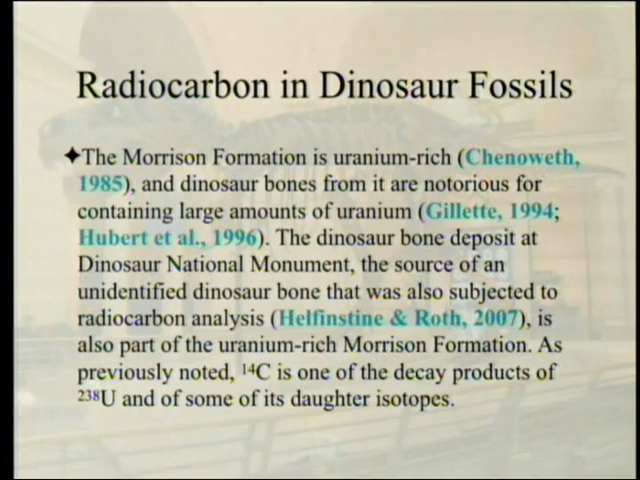 Radiocarbon in Dinosaur Fossils
✦The Morrison Formation is uranium-rich (Chenoweth,
1985), and dinosaur bones from it are notorious for
containing large amounts of uranium (Gillette, 1994;
Hubert et al., 1996). The dinosaur bone deposit at
Dinosaur National Monument, the source of an
unidentified dinosaur bone that was also subjected to
radiocarbon analysis (Helfinstine & Roth, 2007), is
also part of the uranium-rich Morrison Formation. As
previously noted, ¹⁴C is one of the decay products of
²³⁸U and of some of its daughter isotopes.